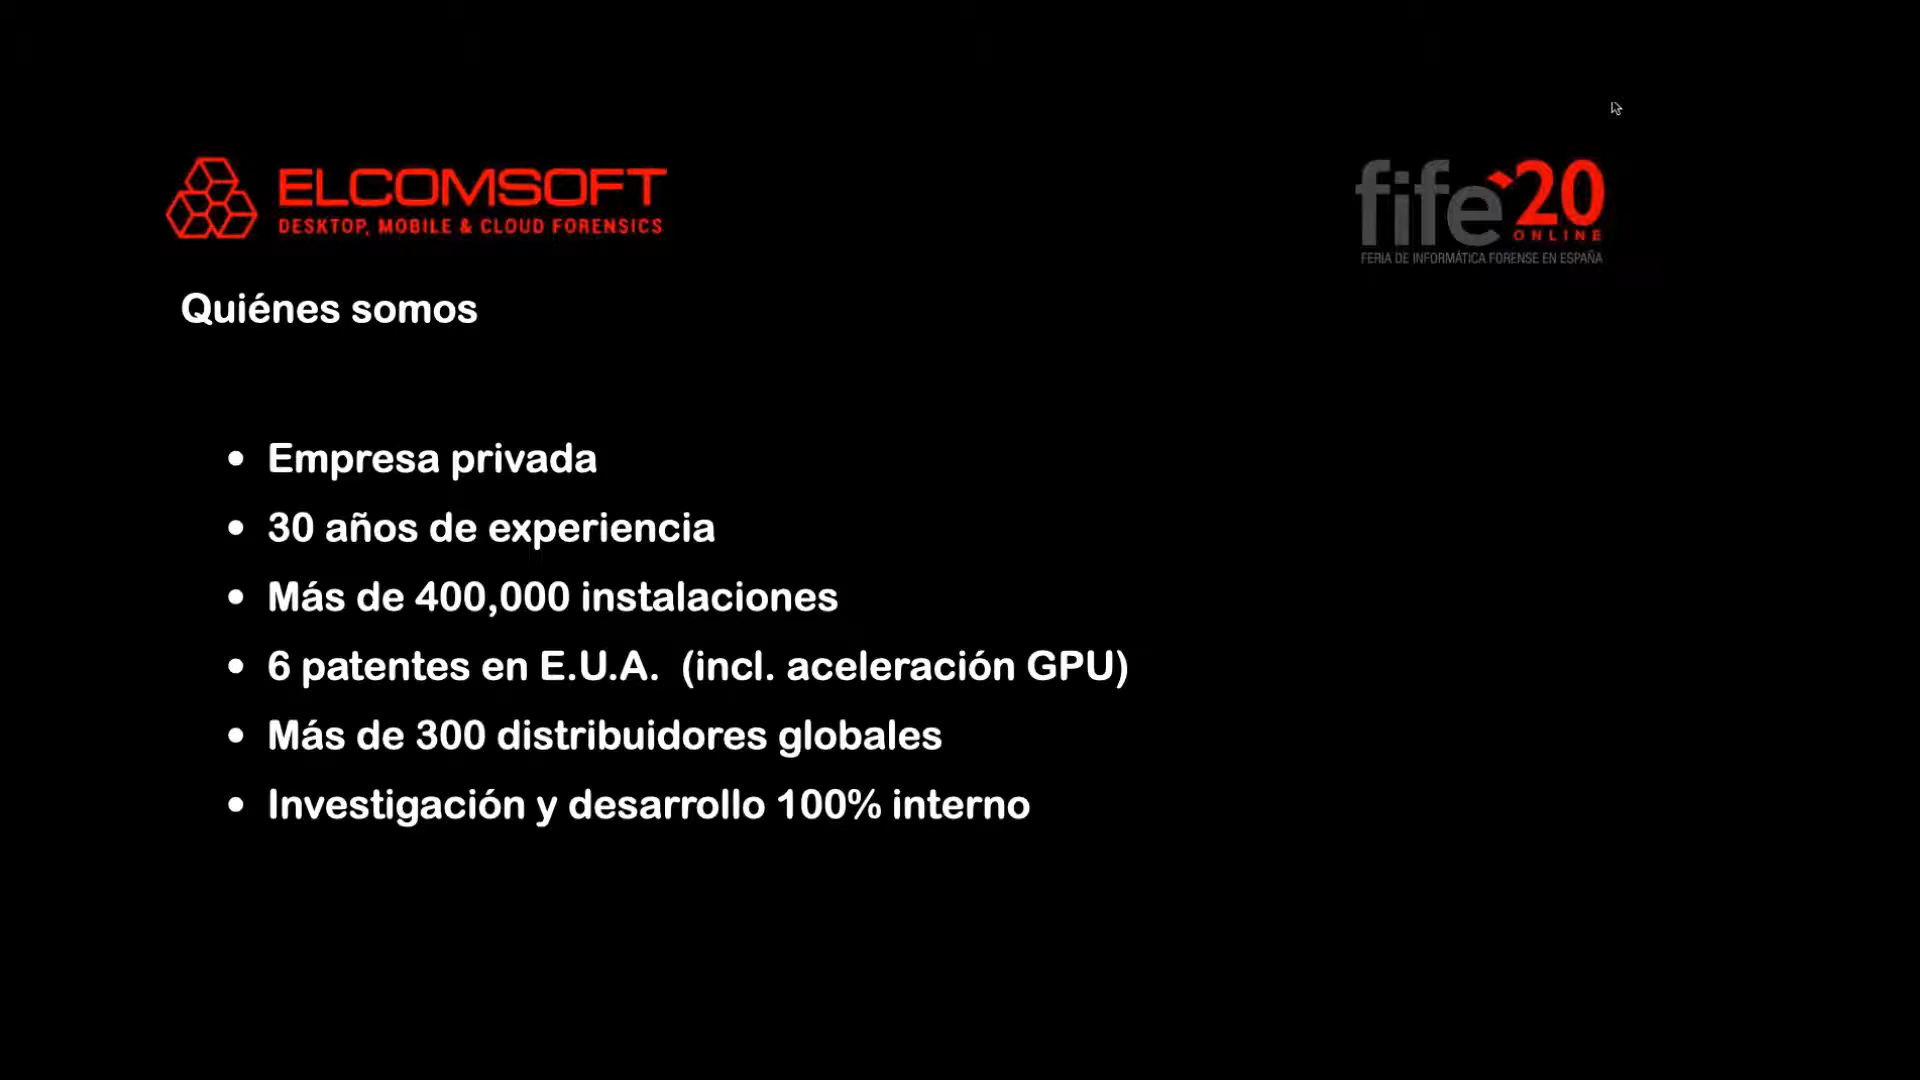 ELCOMSOFT
DESKTOP, MOBILE & CLOUD FORENSICS
fife'20
ONLINE
FERIA DE INFORMÁTICA FORENSE EN ESPAÑA
Quiénes somos
• Empresa privada
• 30 años de experiencia
• Más de 400,000 instalaciones
• 6 patentes en E.U.A.  (incl. aceleración GPU)
• Más de 300 distribuidores globales
• Investigación y desarrollo 100% interno